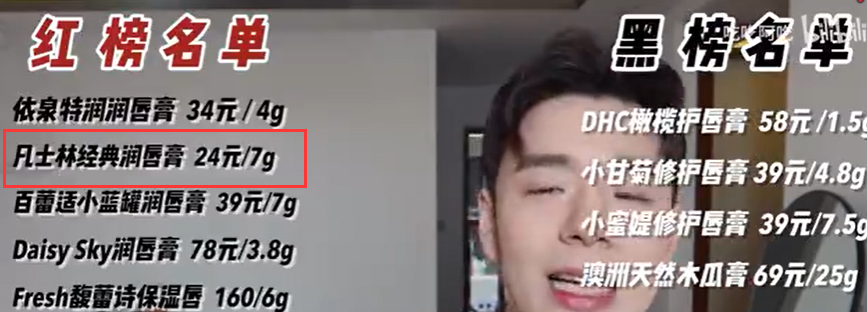 红榜名单
依泉特润润唇膏 34元/4g
凡士林经典润唇膏 24元/7g
百蕾适小蓝罐润唇膏 39元/7g
Daisy Sky润唇膏 78元/3.8g
Fresh馥蕾诗保湿唇 160/6g
黑榜名单
DHC橄榄护唇膏 58元/1.5g
小甘菊修护唇膏 39元/4.8g
小蜜媞修护唇膏 39元/7.5g
澳洲天然木瓜膏 69元/25g